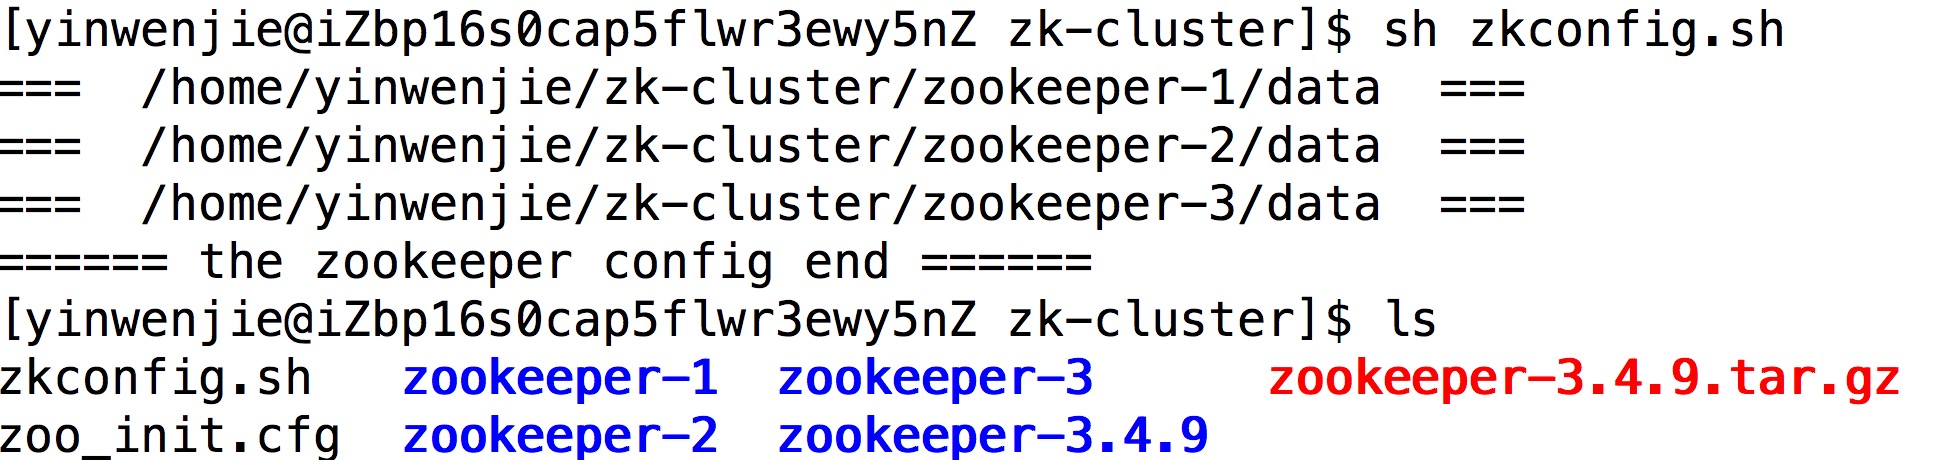 [yinwenjie@iZbp16s0cap5flwr3ewy5nZ zk-cluster]$ sh zkconfig.sh
===  /home/yinwenjie/zk-cluster/zookeeper-1/data  ===
===  /home/yinwenjie/zk-cluster/zookeeper-2/data  ===
===  /home/yinwenjie/zk-cluster/zookeeper-3/data  ===
====== the zookeeper config end ======
[yinwenjie@iZbp16s0cap5flwr3ewy5nZ zk-cluster]$ ls
zkconfig.sh   zookeeper-1  zookeeper-3      zookeeper-3.4.9.tar.gz
zoo_init.cfg  zookeeper-2  zookeeper-3.4.9